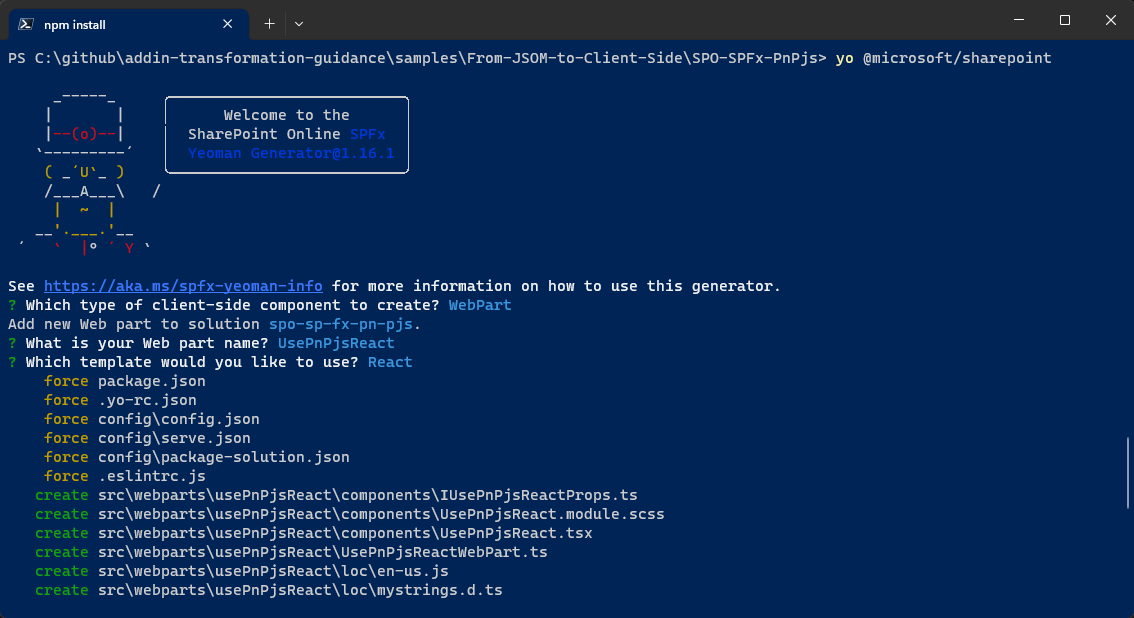 npm install
PS C:\github\addin-transformation-guidance\samples\From-JSOM-to-Client-Side\SPO-SPFx-PnPjs> yo @microsoft/sharepoint
     _-----_
    |       |
    |--(o)--|
   `---------´
    ( _´U`_ )
    /___A___\   /
     |  ~  |
   __'.___.'__
 ´   `  |° ´ Y `
Welcome to the
SharePoint Online SPFx
Yeoman Generator@1.16.1
See https://aka.ms/spfx-yeoman-info for more information on how to use this generator.
? Which type of client-side component to create? WebPart
Add new Web part to solution spo-sp-fx-pn-pjs.
? What is your Web part name? UsePnPjsReact
? Which template would you like to use? React
    force package.json
    force .yo-rc.json
    force config\config.json
    force config\serve.json
    force config\package-solution.json
    force .eslintrc.js
   create src\webparts\usePnPjsReact\components\IUsePnPjsReactProps.ts
   create src\webparts\usePnPjsReact\components\UsePnPjsReact.module.scss
   create src\webparts\usePnPjsReact\components\UsePnPjsReact.tsx
   create src\webparts\usePnPjsReact\UsePnPjsReactWebPart.ts
   create src\webparts\usePnPjsReact\loc\en-us.js
   create src\webparts\usePnPjsReact\loc\mystrings.d.ts